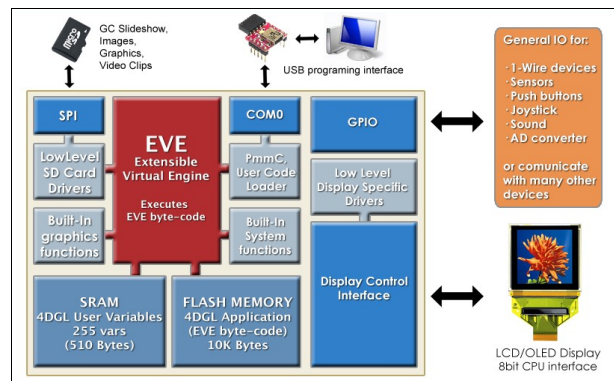 GC Slideshow,
Images,
Graphics,
Video Clips
USB programing interface
SPI
EVE
Extensible
Virtual Engine
Executes
EVE byte-code
COM0
GPIO
LowLevel
SD Card
Drivers
PmmC,
User Code
Loader
Low Level
Display Specific
Drivers
Built-In
graphics
functions
Built-In
System
functions
SRAM
4DGL User Variables
255 vars
(510 Bytes)
FLASH MEMORY
4DGL Application
(EVE byte-code)
10K Bytes
Display Control
Interface
General IO for:
· 1-Wire devices
· Sensors
· Push buttons
· Joystick
· Sound
· AD converter
or comunicate
with many other
devices
LCD/OLED Display
8bit CPU interface